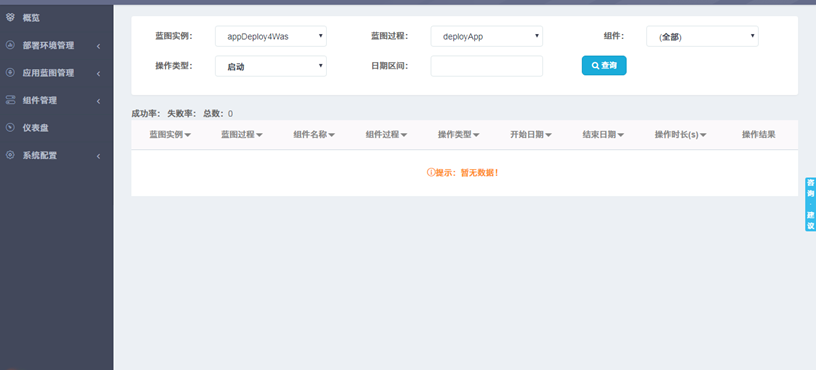 概览
部署环境管理
应用蓝图管理
组件管理
仪表盘
系统配置
蓝图实例： appDeploy4Was 蓝图过程： deployApp 组件： (全部)
操作类型： 启动 日期区间： 查询
成功率： 失败率： 总数：0
蓝图实例 蓝图过程 组件名称 组件过程 操作类型 开始日期 结束日期 操作时长(s) 操作结果
提示：暂无数据！
咨询·建议